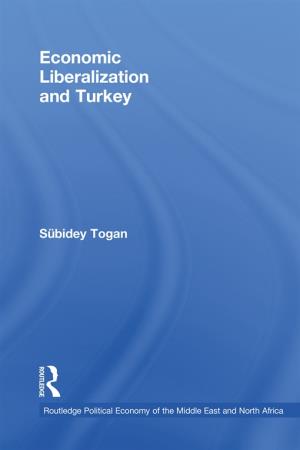 Economic
Liberalization
and Turkey
Sübidey Togan
ROUTLEDGE
Routledge Political Economy of the Middle East and North Africa